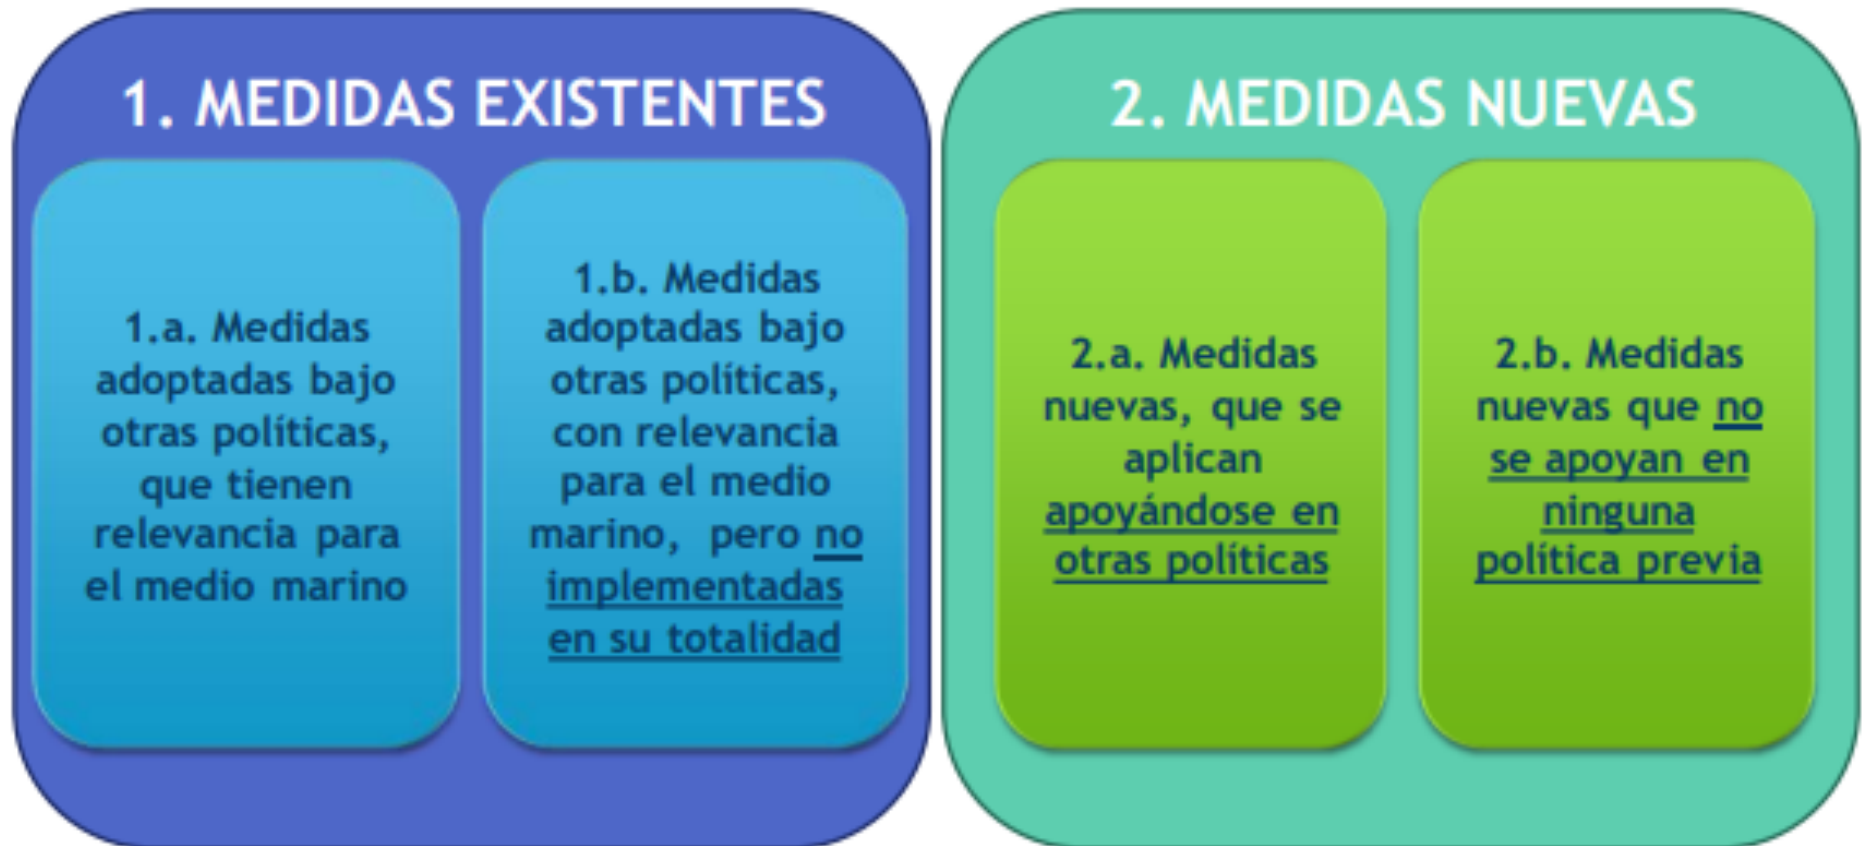 1. MEDIDAS EXISTENTES
1.a. Medidas
adoptadas bajo
otras políticas,
que tienen
relevancia para
el medio marino
1.b. Medidas
adoptadas bajo
otras políticas,
con relevancia
para el medio
marino, pero no
implementadas
en su totalidad
2. MEDIDAS NUEVAS
2.a. Medidas
nuevas, que se
aplican
apoyándose en
otras políticas
2.b. Medidas
nuevas que no
se apoyan en
ninguna
política previa